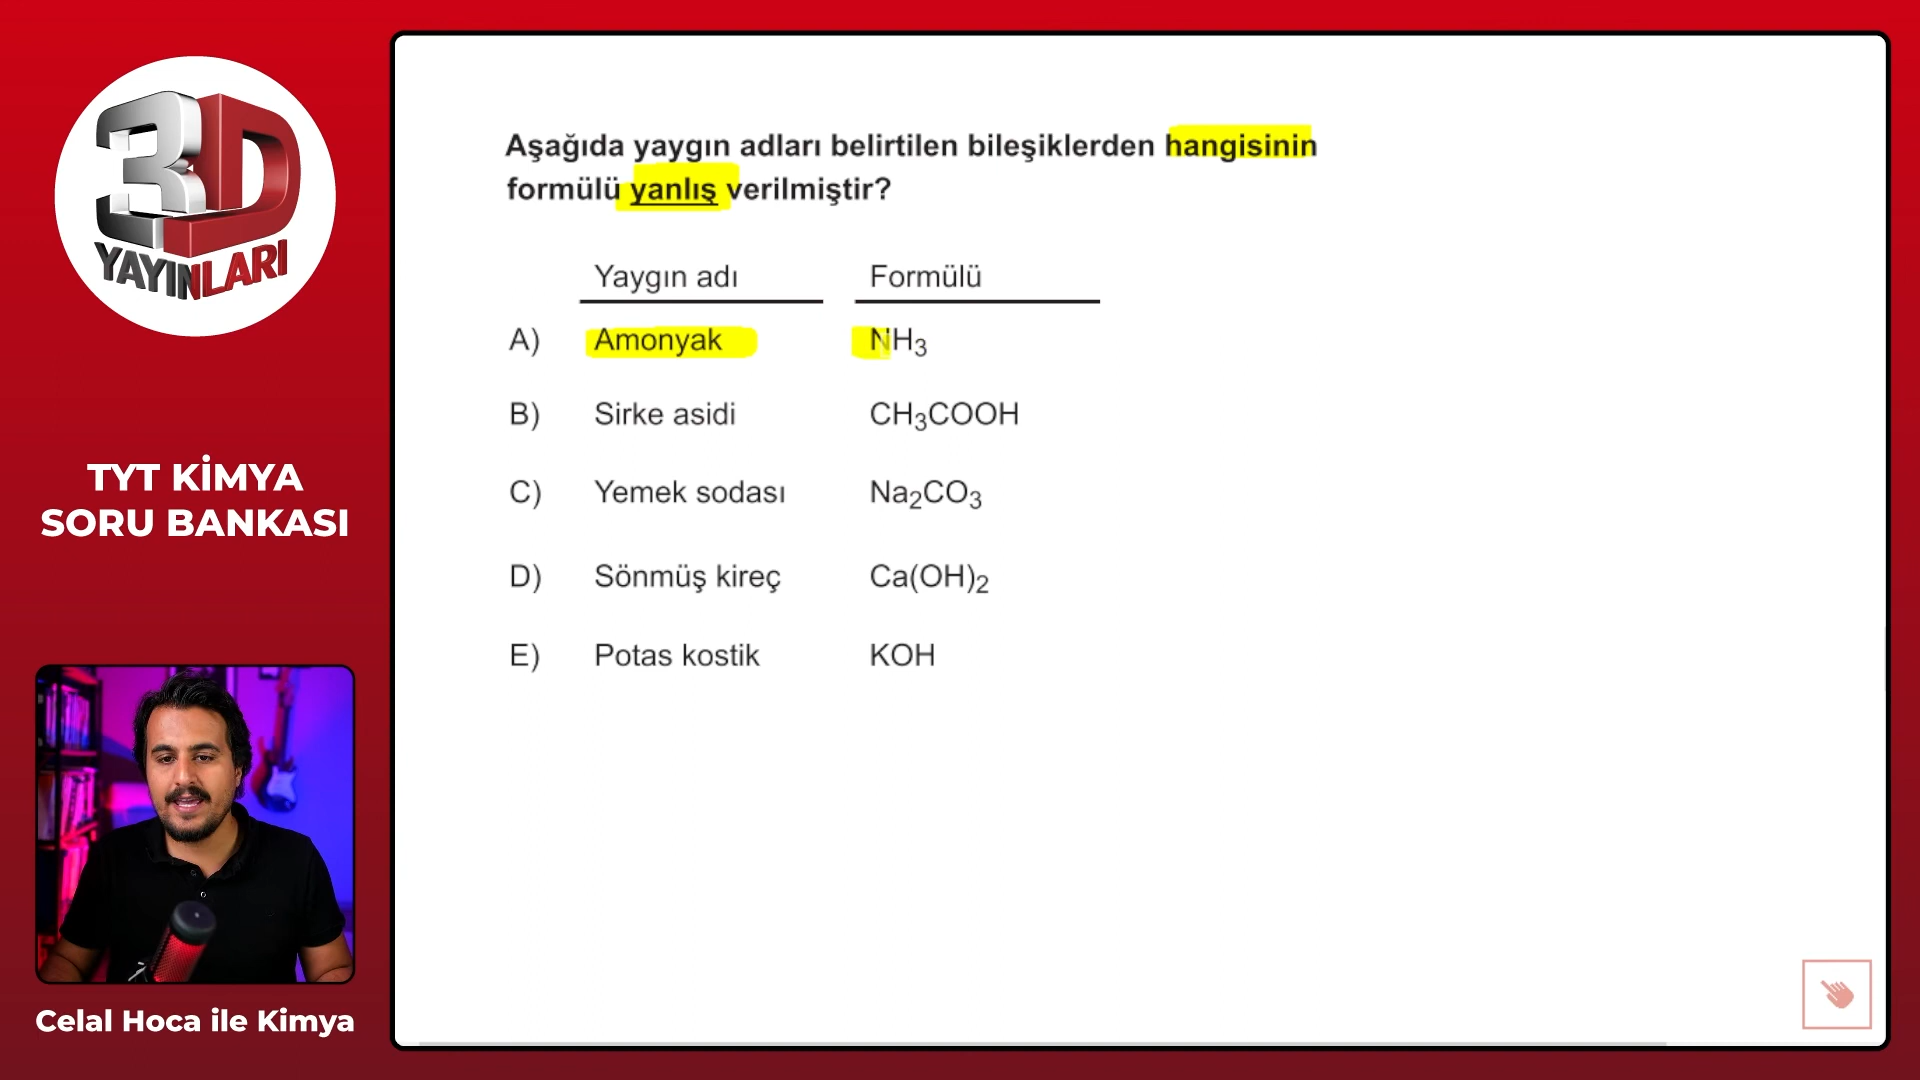 3D
YAYINLARI
TYT KİMYA
SORU BANKASI
Celal Hoca ile Kimya
Aşağıda yaygın adları belirtilen bileşiklerden hangisinin
formülü yanlış verilmiştir?
Yaygın adı Formülü
A) Amonyak NH₃
B) Sirke asidi CH₃COOH
C) Yemek sodası Na₂CO₃
D) Sönmüş kireç Ca(OH)₂
E) Potas kostik KOH